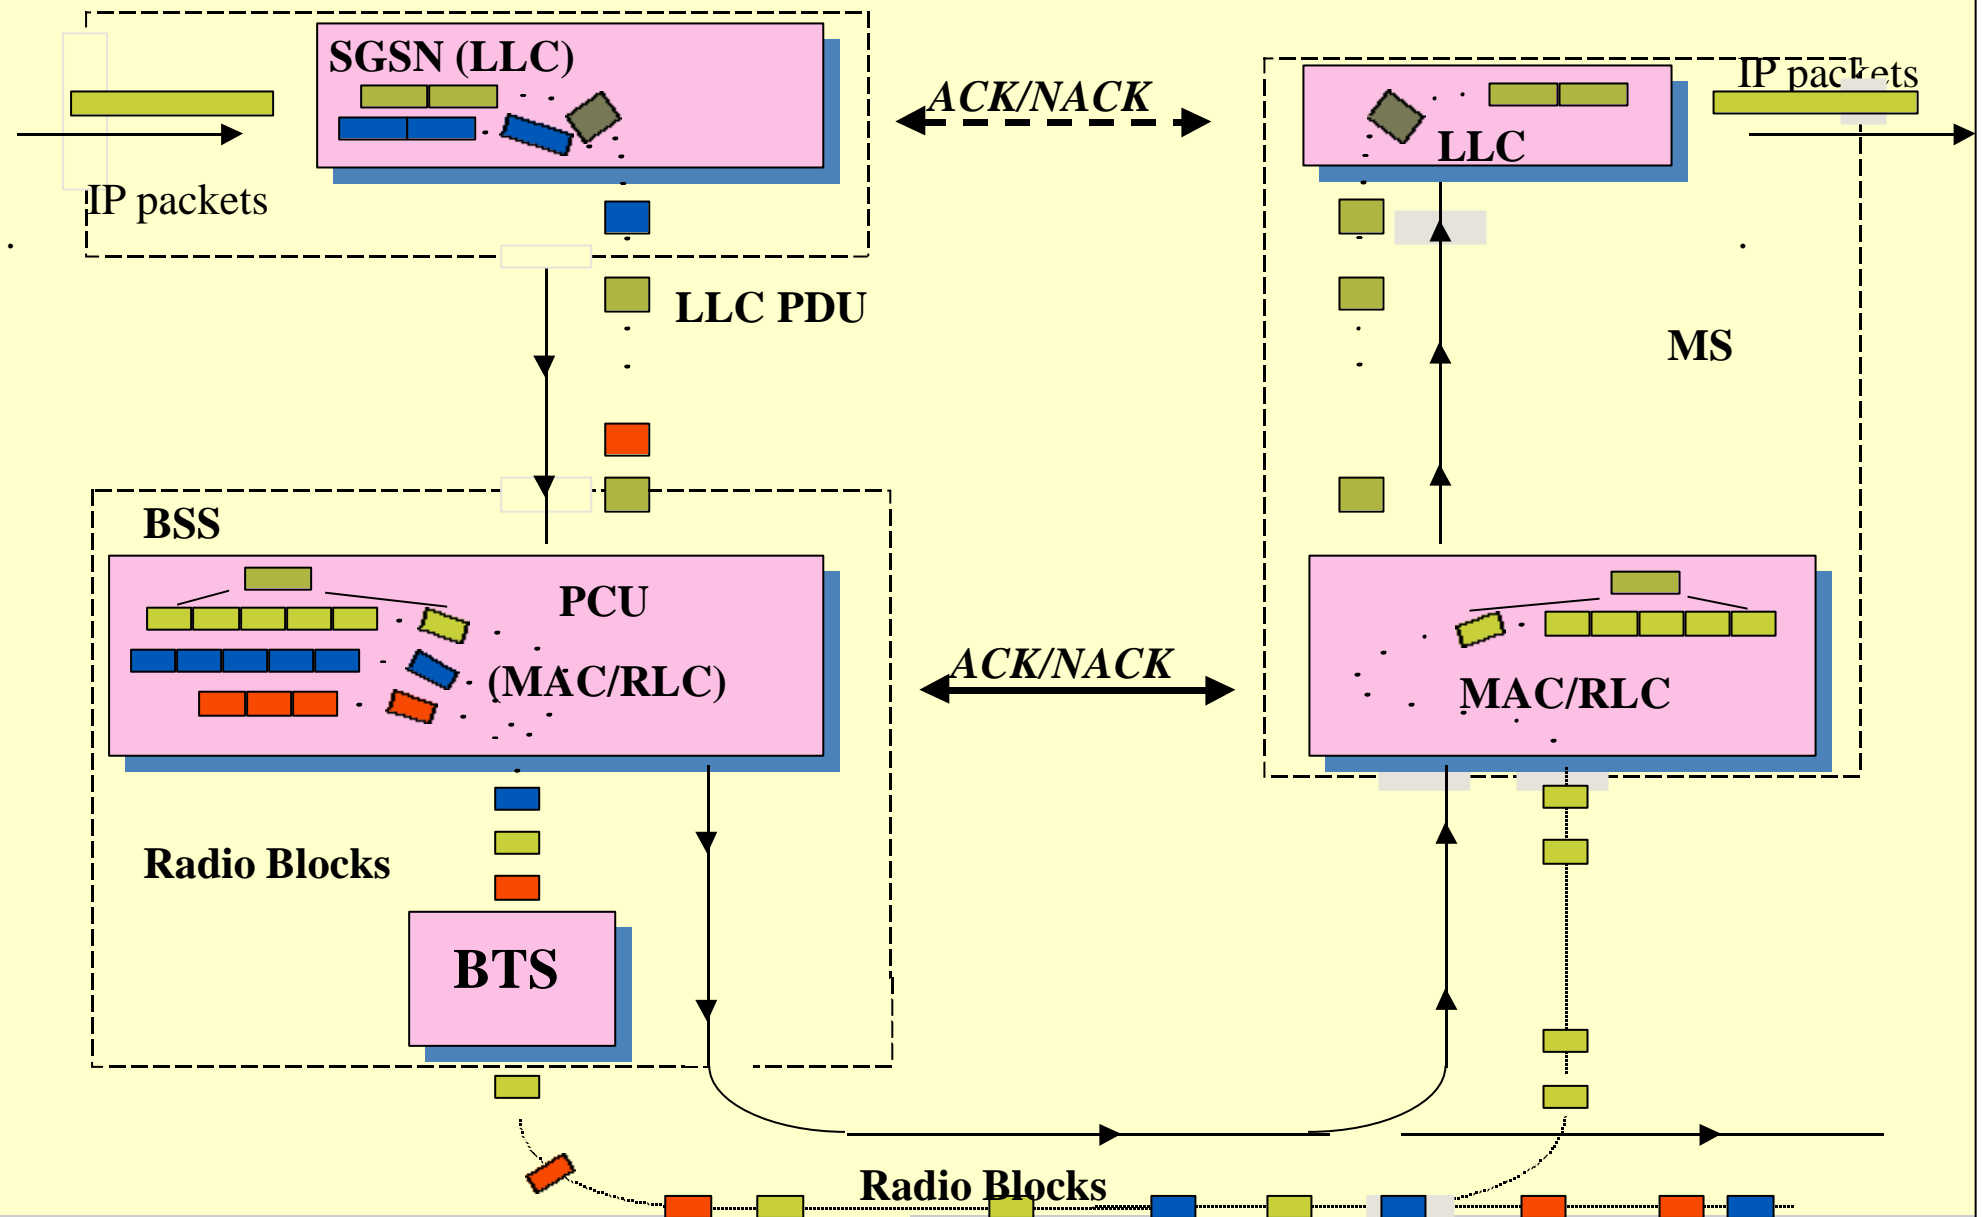 SGSN (LLC)
IP packets
ACK/NACK
LLC
IP packets
LLC PDU
MS
BSS
PCU
(MAC/RLC)
ACK/NACK
MAC/RLC
Radio Blocks
BTS
Radio Blocks